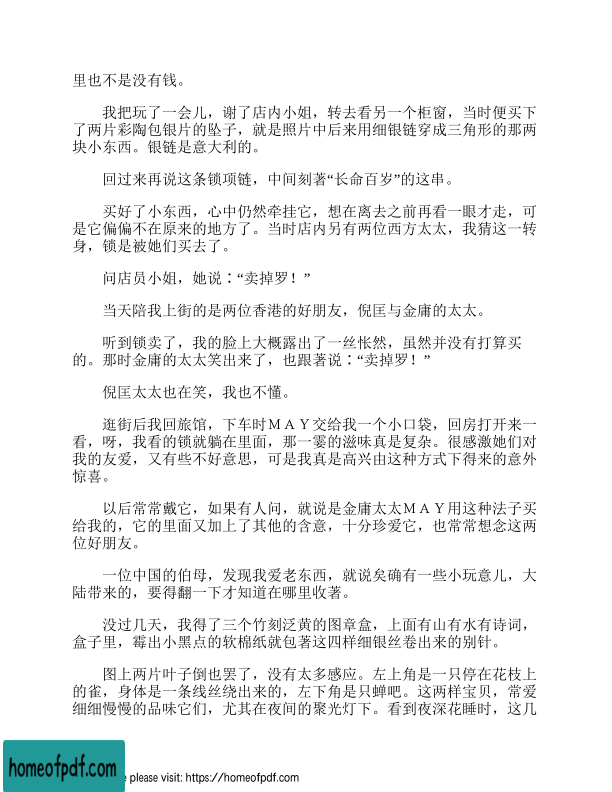 里也不是没有钱。
我把玩了一会儿，谢了店内小姐，转去看另一个柜窗，当时便买下
了两片彩陶包银片的坠子，就是照片中后来用细银链穿成三角形的那两
块小东西。银链是意大利的。
回过来再说这条锁项链，中间刻著“长命百岁”的这串。
买好了小东西，心中仍然牵挂它，想在离去之前再看一眼才走，可
是它偏偏不在原来的地方了。当时店内另有两位西方太太，我猜这一转
身，锁是被她们买去了。
问店员小姐，她说：“卖掉罗！”
当天陪我上街的是两位香港的好朋友，倪匡与金庸的太太。
听到锁卖了，我的脸上大概露出了一丝怅然，虽然并没有打算买
的。那时金庸的太太笑出来了，也跟著说：“卖掉罗！”
倪匡太太也在笑，我也不懂。
逛街后我回旅馆，下车时ＭＡＹ交给我一个小口袋，回房打开来一
看，呀，我看的锁就躺在里面，那一霎的滋味真是复杂。很感激她们对
我的友爱，又有些不好意思，可是我真是高兴由这种方式下得来的意外
惊喜。
以后常常戴它，如果有人问，就说是金庸太太ＭＡＹ用这种法子买
给我的，它的里面又加上了其他的含意，十分珍爱它，也常常想念这两
位好朋友。
一位中国的伯母，发现我爱老东西，就说矣确有一些小玩意儿，大
陆带来的，要得翻一下才知道在哪里收著。
没过几天，我得了三个竹刻泛黄的图章盒，上面有山有水有诗词，
盒子里，霉出小黑点的软棉纸就包著这四样细银丝卷出来的别针。
图上两片叶子倒也罢了，没有太多感应。左上角是一只停在花枝上
的雀，身体是一条线丝绕出来的，左下角是只蝉吧。这两样宝贝，常爱
细细慢慢的品味它们，尤其在夜间的聚光灯下。看到夜深花睡时，这几
homeofpdf.com
e please visit: https://homeofpdf.com